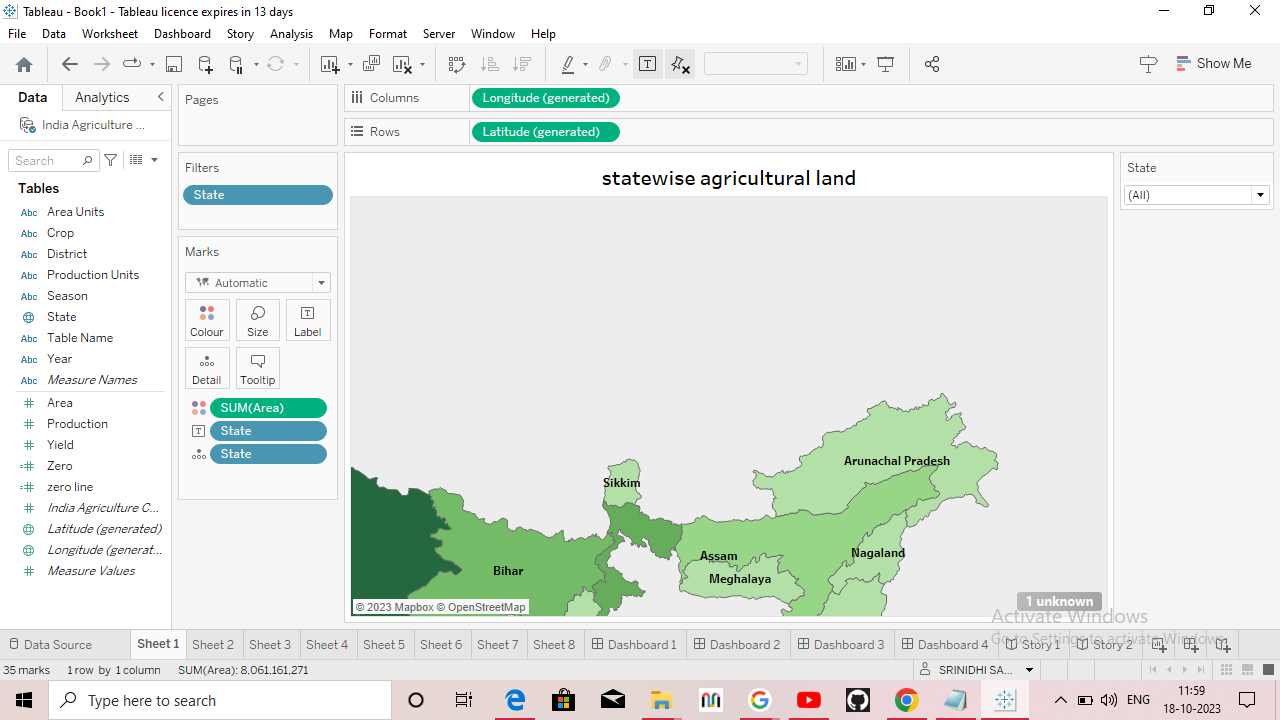 Tableau - Book1 - Tableau licence expires in 13 days
File Data Worksheet Dashboard Story Analysis Map Format Server Window Help
Show Me
Data Analytics
India Agriculture ...
Search
Tables
Abc Area Units
Abc Crop
Abc District
Abc Production Units
Abc Season
State
Abc Table Name
Abc Year
Abc Measure Names
Area
Production
Yield
Zero
zero line
India Agriculture C...
Latitude (generated)
Longitude (generat...
Measure Values
Pages
Filters
State
Marks
Automatic
Colour Size Label
Detail Tooltip
SUM(Area)
State
State
Columns Longitude (generated)
Rows Latitude (generated)
statewise agricultural land
Arunachal Pradesh
Sikkim
Assam
Nagaland
Bihar
Meghalaya
© 2023 Mapbox © OpenStreetMap
1 unknown
State
(All)
Activate Windows
Go to Settings to activate Windows.
Data Source Sheet 1 Sheet 2 Sheet 3 Sheet 4 Sheet 5 Sheet 6 Sheet 7 Sheet 8 Dashboard 1 Dashboard 2 Dashboard 3 Dashboard 4 Story 1 Story 2
35 marks 1 row by 1 column SUM(Area): 8,061,161,271 SRINIDHI.SA...
Type here to search
ENG
11:59
18-10-2023